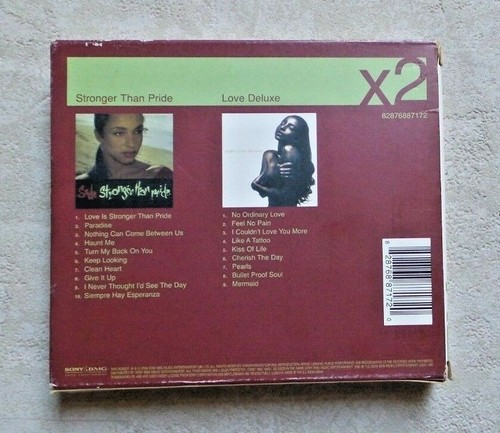 Stronger Than Pride
Love Deluxe
x2
82876887172
Sade Stronger than pride
1. Love Is Stronger Than Pride
2. Paradise
3. Nothing Can Come Between Us
4. Haunt Me
5. Turn My Back On You
6. Keep Looking
7. Clean Heart
8. Give It Up
9. I Never Thought I'd See The Day
10. Siempre Hay Esperanza
1. No Ordinary Love
2. Feel No Pain
3. I Couldn't Love You More
4. Like A Tattoo
5. Kiss Of Life
6. Cherish The Day
7. Pearls
8. Bullet Proof Soul
9. Mermaid
8 28768 87172 0
SONY BMG